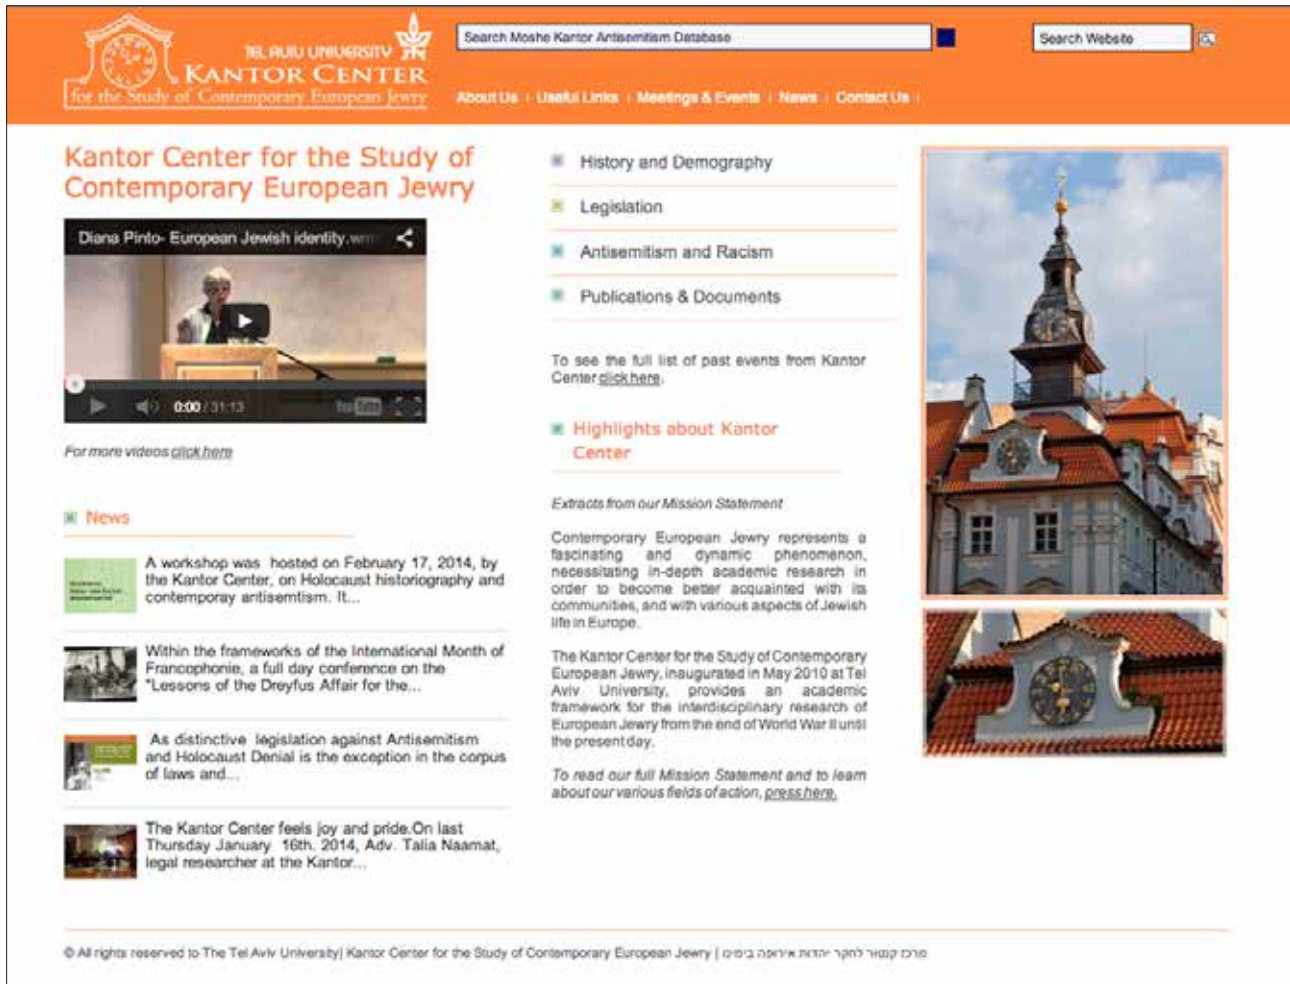 TEL AVIV UNIVERSITY
KANTOR CENTER
for the Study of Contemporary European Jewry
Search Moshe Kantor Antisemitism Database
Search Website
About Us | Useful Links | Meetings & Events | News | Contact Us |
Kantor Center for the Study of
Contemporary European Jewry
Diana Pinto- European Jewish identity.wm
0:00 / 31:13
YouTube
For more videos click here
News
A workshop was hosted on February 17, 2014, by
the Kantor Center, on Holocaust historiography and
contemporay antisemtism. It...
Within the frameworks of the International Month of
Francophonie, a full day conference on the
"Lessons of the Dreyfus Affair for the...
As distinctive legislation against Antisemitism
and Holocaust Denial is the exception in the corpus
of laws and...
The Kantor Center feels joy and pride.On last
Thursday January 16th. 2014, Adv. Talia Naamat,
legal researcher at the Kantor...
History and Demography
Legislation
Antisemitism and Racism
Publications & Documents
To see the full list of past events from Kantor
Center click here.
Highlights about Kantor
Center
Extracts from our Mission Statement
Contemporary European Jewry represents a
fascinating and dynamic phenomenon,
necessitating in-depth academic research in
order to become better acquainted with its
communities, and with various aspects of Jewish
life in Europe.
The Kantor Center for the Study of Contemporary
European Jewry, inaugurated in May 2010 at Tel
Aviv University, provides an academic
framework for the interdisciplinary research of
European Jewry from the end of World War II until
the present day.
To read our full Mission Statement and to learn
about our various fields of action, press here.
© All rights reserved to The Tel Aviv University| Kantor Center for the Study of Contemporary European Jewry | מרכז קנטור לחקר יהדות אירופה בימינו